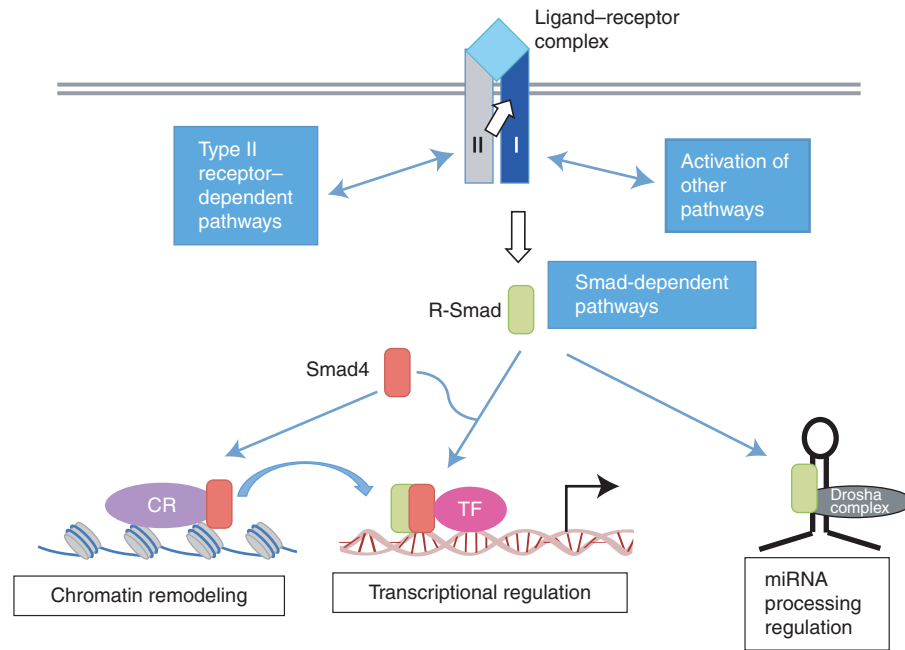 Ligand–receptor
complex
II
I
Type II
receptor–
dependent
pathways
Activation of
other
pathways
Smad-dependent
pathways
R-Smad
Smad4
CR
TF
Drosha
complex
Chromatin remodeling
Transcriptional regulation
miRNA
processing
regulation